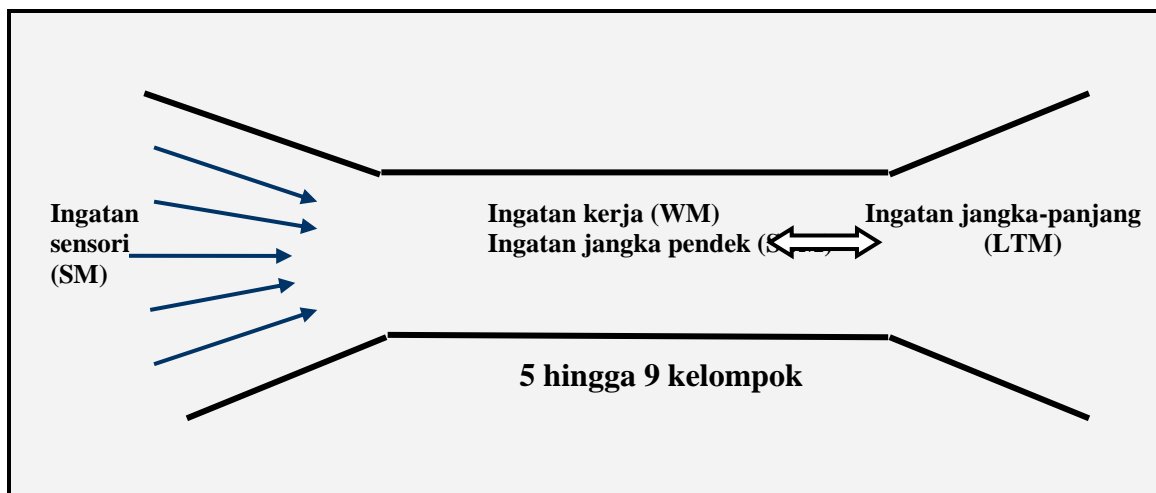 Ingatan
sensori
(SM)
Ingatan kerja (WM)
Ingatan jangka pendek
Ingatan jangka-panjang
(LTM)
5 hingga 9 kelompok